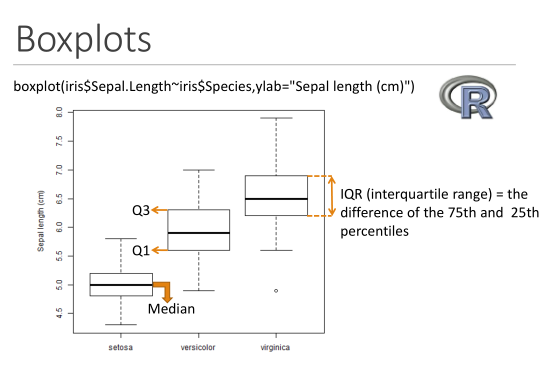 Boxplots
boxplot(iris$Sepal.Length~iris$Species,ylab="Sepal length (cm)")
R
8.0
7.5
7.0
6.5
6.0
5.5
5.0
4.5
Sepal length (cm)
Q3
Q1
Median
IQR (interquartile range) = the
difference of the 75th and 25th
percentiles
setosa
versicolor
virginica